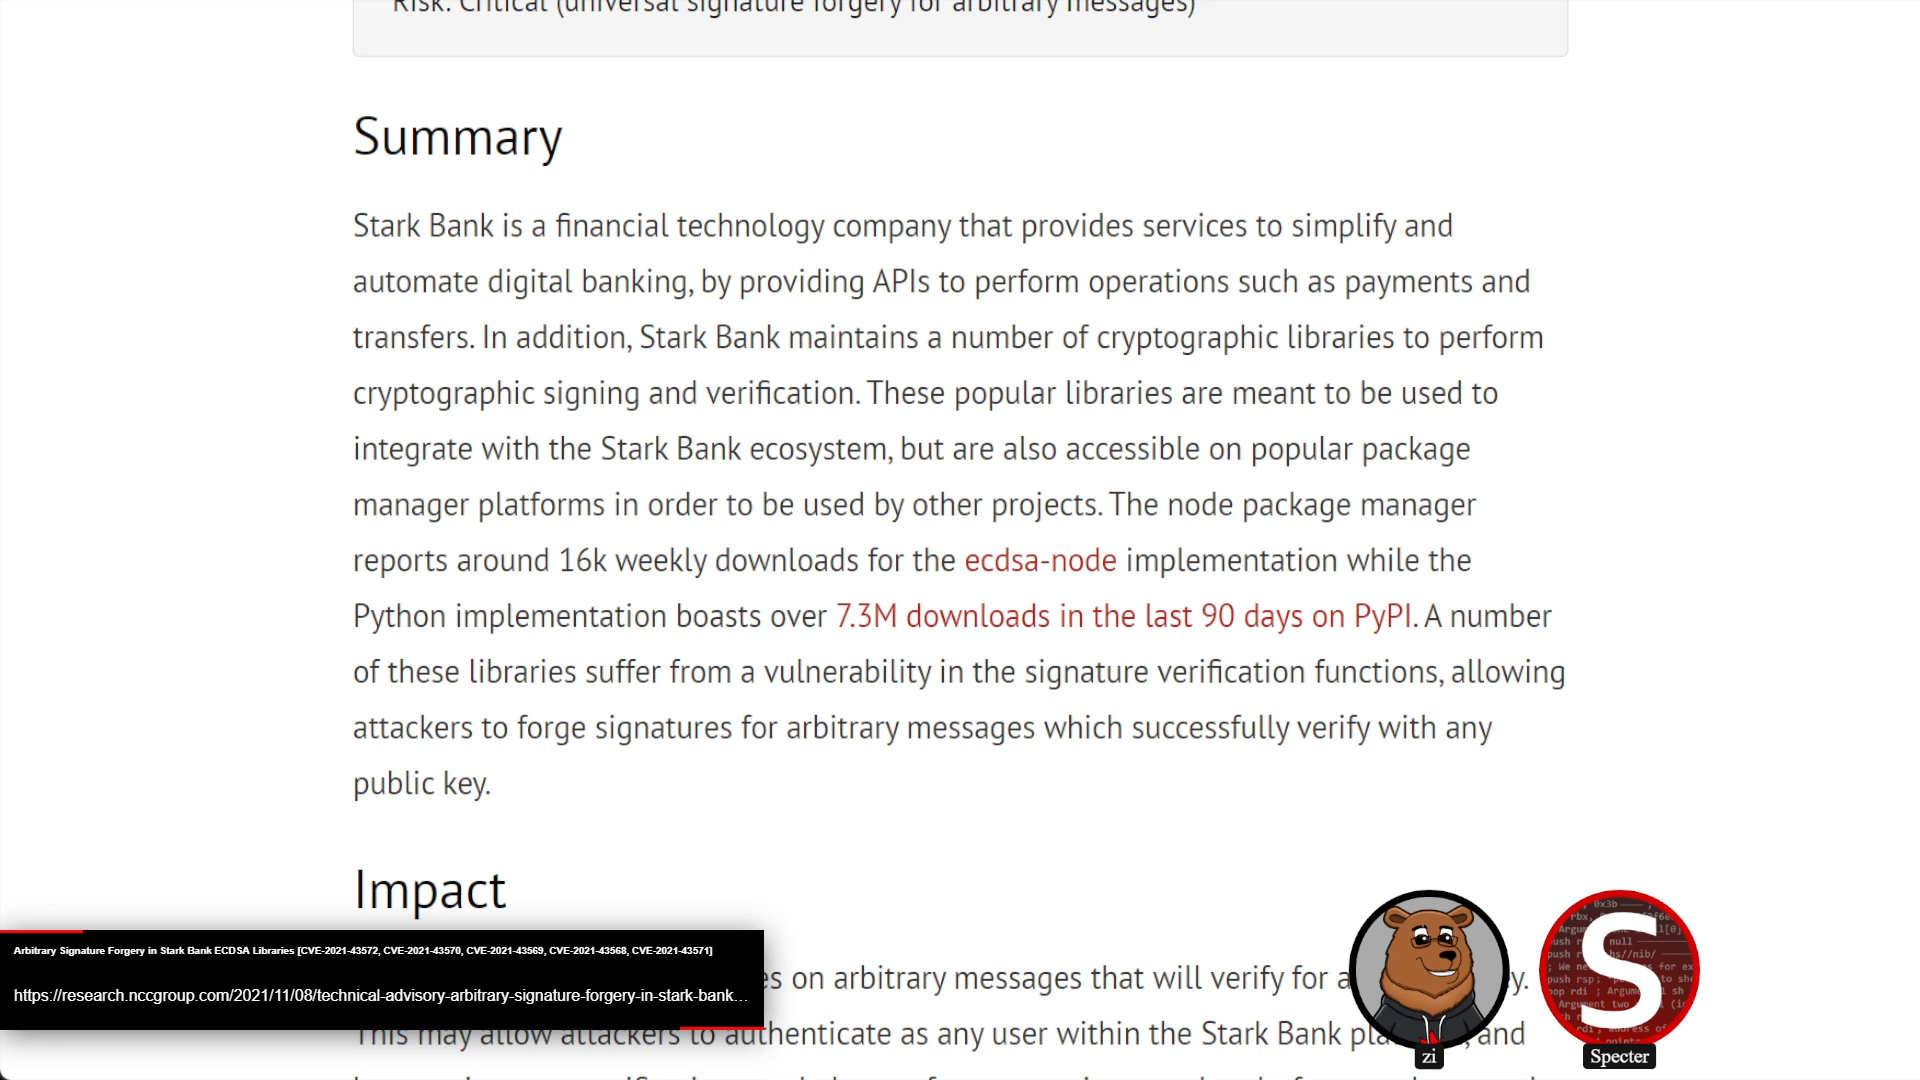 Risk: Critical (universal signature forgery for arbitrary messages)
Summary
Stark Bank is a financial technology company that provides services to simplify and
automate digital banking, by providing APIs to perform operations such as payments and
transfers. In addition, Stark Bank maintains a number of cryptographic libraries to perform
cryptographic signing and verification. These popular libraries are meant to be used to
integrate with the Stark Bank ecosystem, but are also accessible on popular package
manager platforms in order to be used by other projects. The node package manager
reports around 16k weekly downloads for the ecdsa-node implementation while the
Python implementation boasts over 7.3M downloads in the last 90 days on PyPI. A number
of these libraries suffer from a vulnerability in the signature verification functions, allowing
attackers to forge signatures for arbitrary messages which successfully verify with any
public key.
Impact
Arbitrary Signature Forgery in Stark Bank ECDSA Libraries [CVE-2021-43572, CVE-2021-43570, CVE-2021-43569, CVE-2021-43568, CVE-2021-43571]
https://research.nccgroup.com/2021/11/08/technical-advisory-arbitrary-signature-forgery-in-stark-bank...
on arbitrary messages that will verify for
This may allow attackers to authenticate as any user within the Stark Bank and
S
zi
Specter